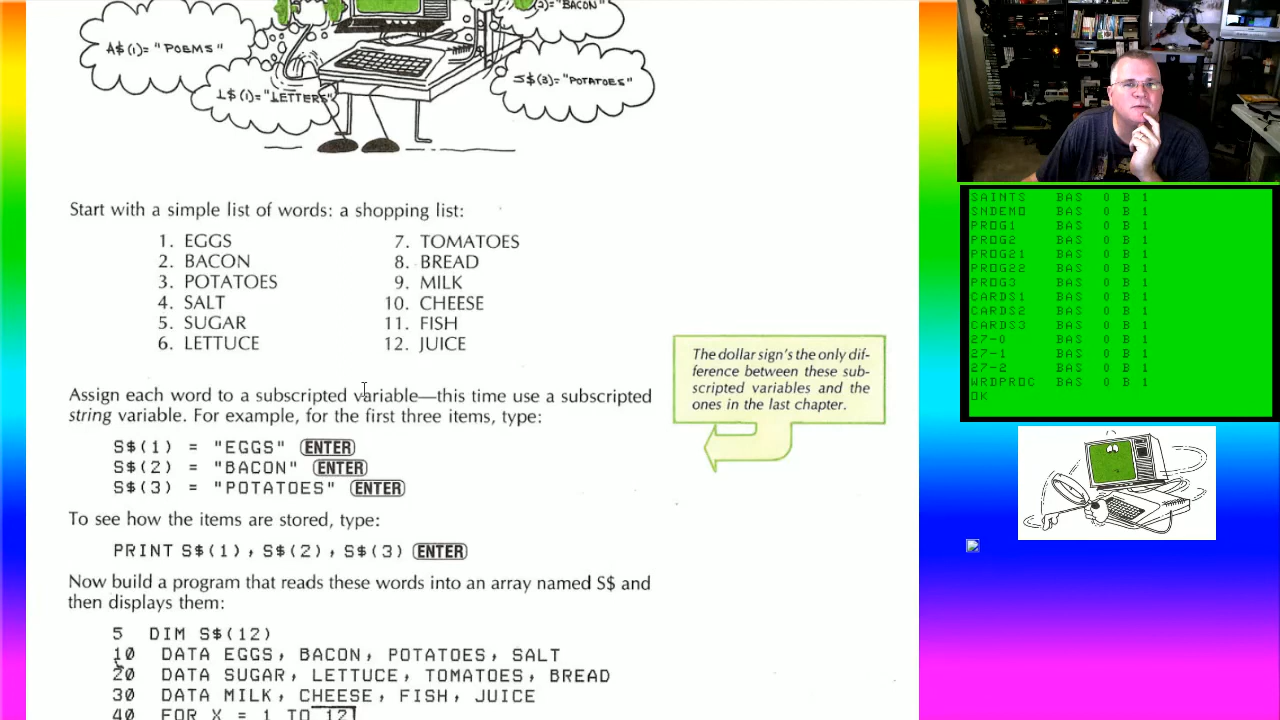 (2)="BACON"
A$(1)="POEMS"
S$(3)="POTATOES"
L$(1)="LETTERS"
Start with a simple list of words: a shopping list:
1. EGGS
2. BACON
3. POTATOES
4. SALT
5. SUGAR
6. LETTUCE
7. TOMATOES
8. BREAD
9. MILK
10. CHEESE
11. FISH
12. JUICE
Assign each word to a subscripted variable—this time use a subscripted
string variable. For example, for the first three items, type:
S$(1) = "EGGS" ENTER
S$(2) = "BACON" ENTER
S$(3) = "POTATOES" ENTER
To see how the items are stored, type:
PRINT S$(1), S$(2), S$(3) ENTER
Now build a program that reads these words into an array named S$ and
then displays them:
5 DIM S$(12)
10 DATA EGGS, BACON, POTATOES, SALT
20 DATA SUGAR, LETTUCE, TOMATOES, BREAD
30 DATA MILK, CHEESE, FISH, JUICE
40 FOR X = 1 TO 12
The dollar sign's the only dif-
ference between these sub-
scripted variables and the
ones in the last chapter.
SAINTS BAS 0 B 1
SNDEMO BAS 0 B 1
PROG1 BAS 0 B 1
PROG2 BAS 0 B 1
PROG21 BAS 0 B 1
PROG22 BAS 0 B 1
PROG3 BAS 0 B 1
CARDS1 BAS 0 B 1
CARDS2 BAS 0 B 1
CARDS3 BAS 0 B 1
27-0 BAS 0 B 1
27-1 BAS 0 B 1
27-2 BAS 0 B 1
WRDPROC BAS 0 B 1
OK